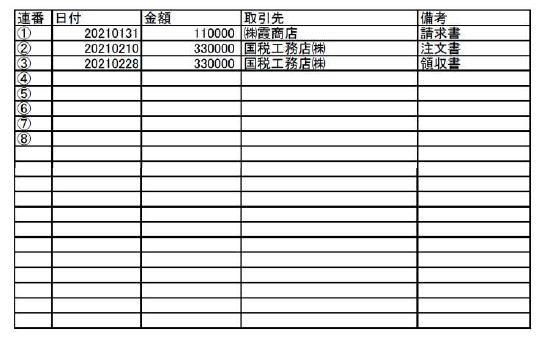 連番 日付 金額 取引先 備考
① 20210131 110000 ㈱霞商店 請求書
② 20210210 330000 国税工務店㈱ 注文書
③ 20210228 330000 国税工務店㈱ 領収書
④
⑤
⑥
⑦
⑧